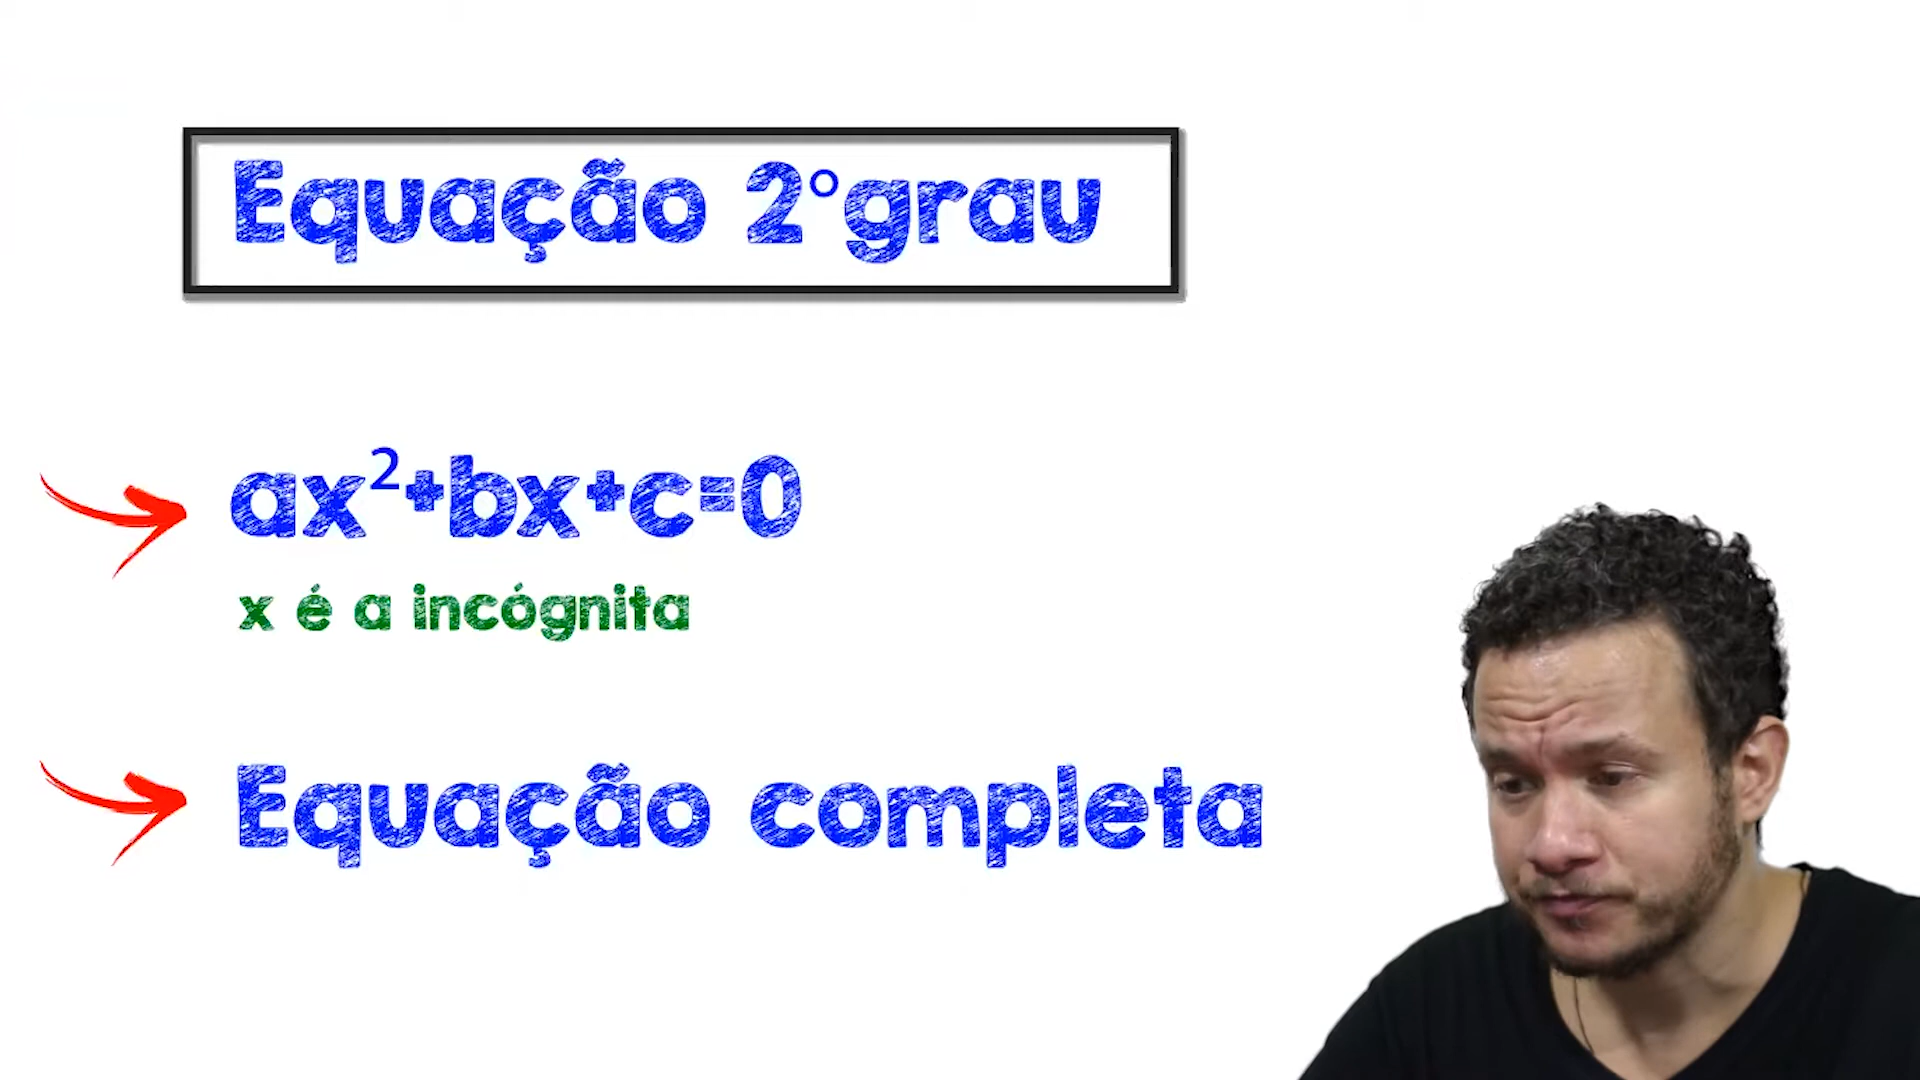 Equação 2°grau
ax²+bx+c=0
x é a incógnita
Equação completa